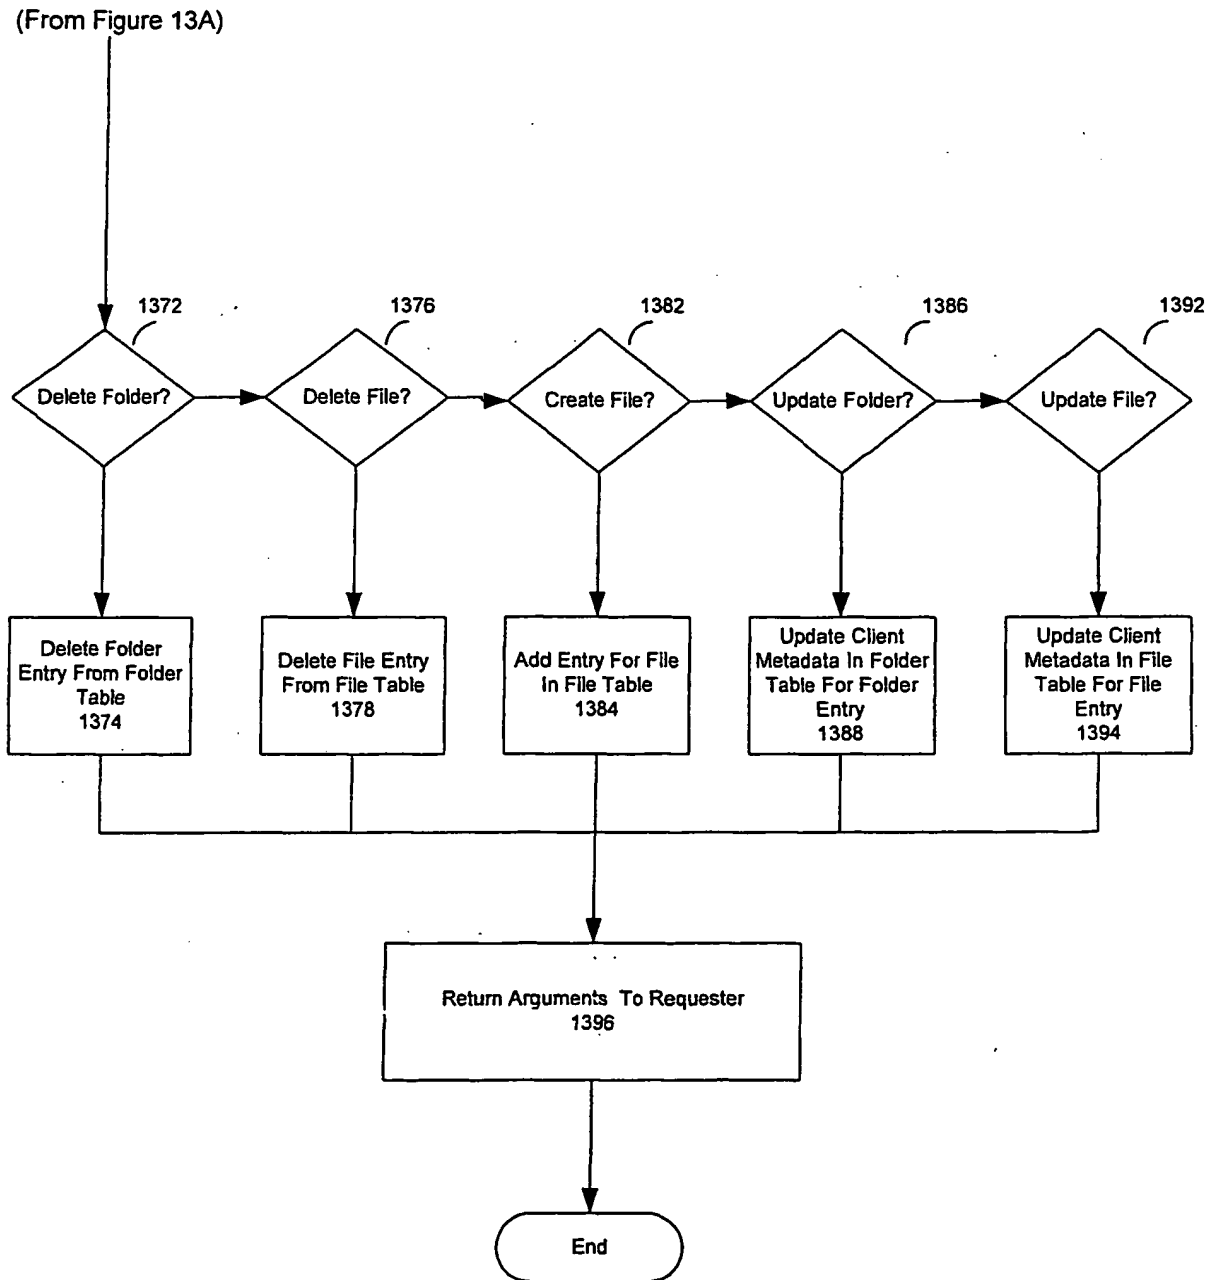 (From Figure 13A)
1372
1376
1382
1386
1392
Delete Folder?
Delete File?
Create File?
Update Folder?
Update File?
Delete Folder
Entry From Folder
Table
1374
Delete File Entry
From File Table
1378
Add Entry For File
In File Table
1384
Update Client
Metadata In Folder
Table For Folder
Entry
1388
Update Client
Metadata In File
Table For File
Entry
1394
Return Arguments To Requester
1396
End